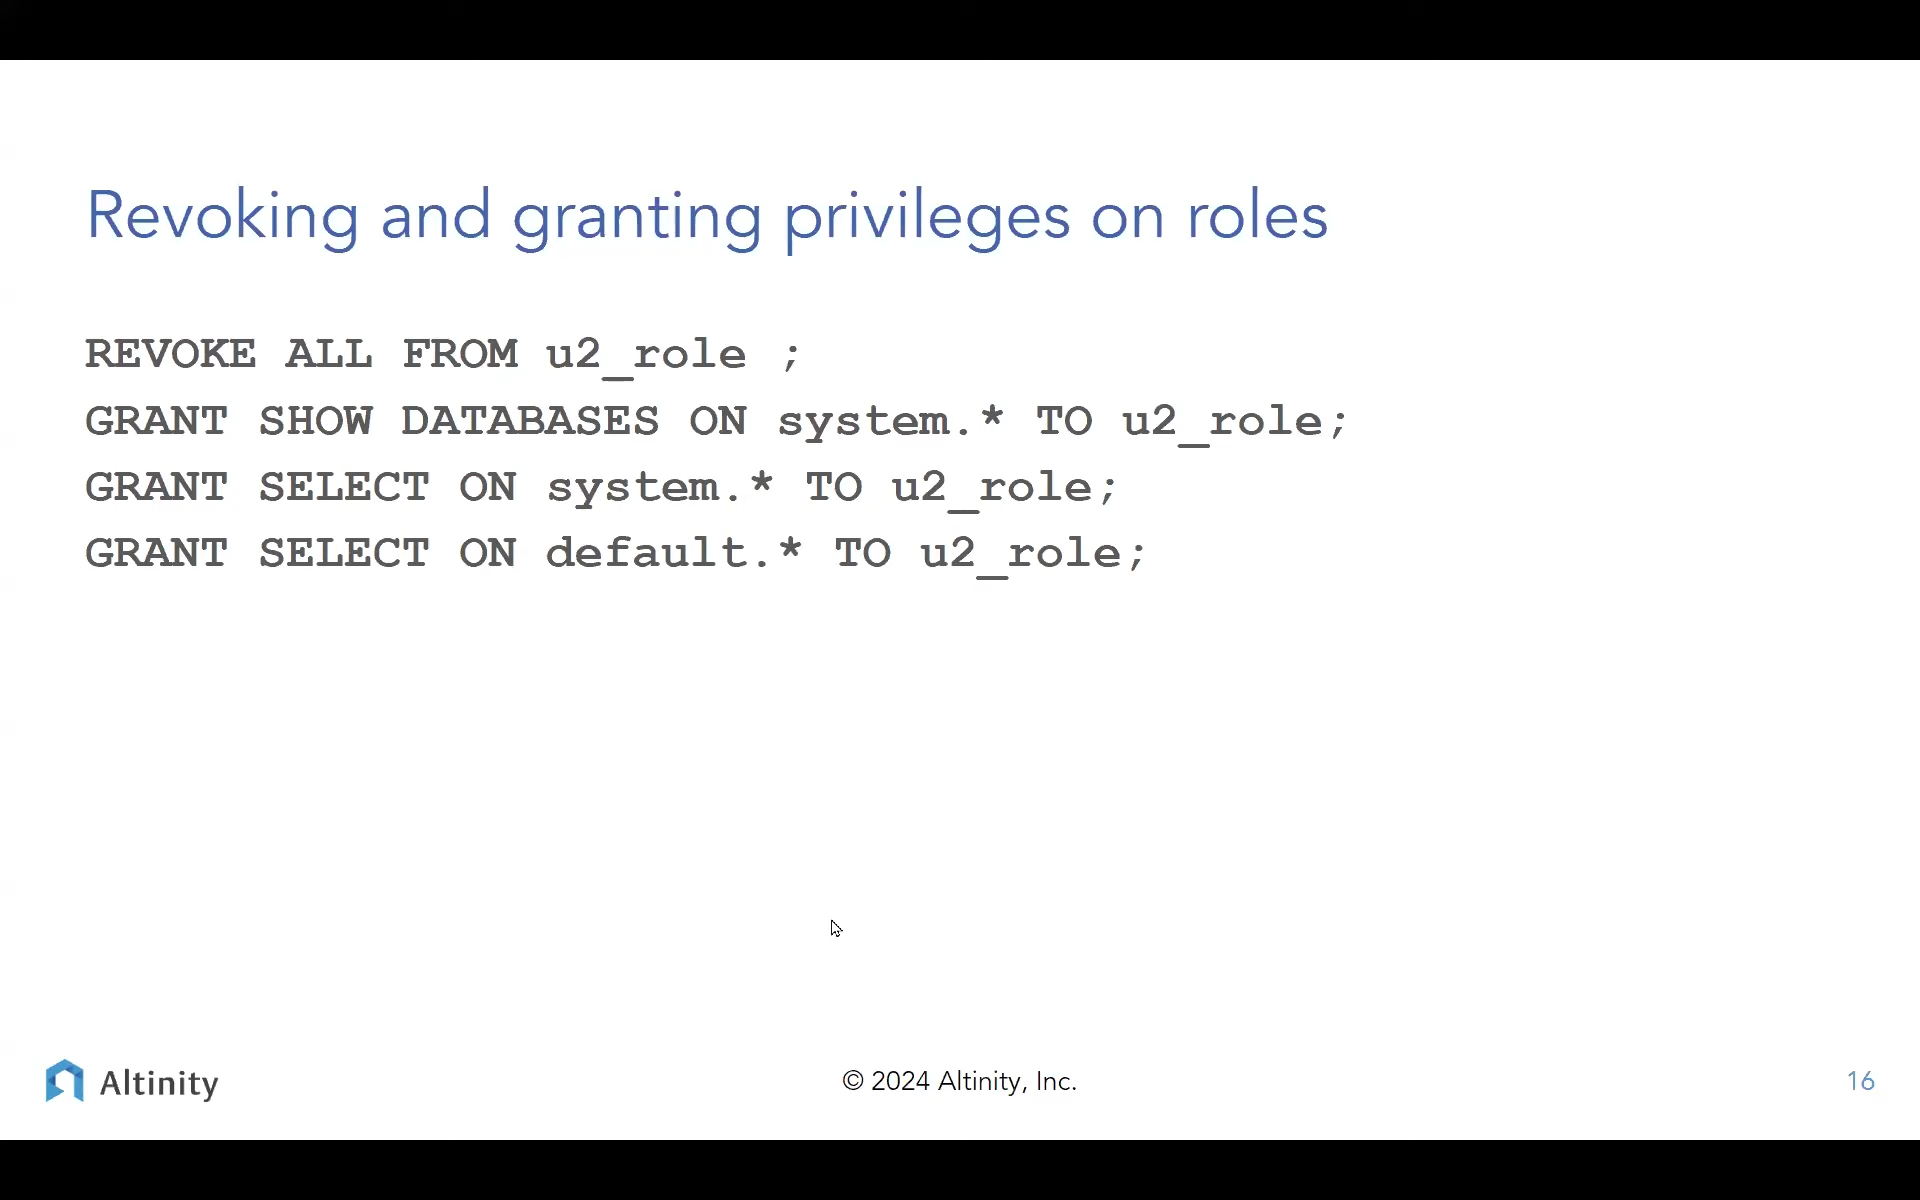 Revoking and granting privileges on roles
REVOKE ALL FROM u2_role ;
GRANT SHOW DATABASES ON system.* TO u2_role;
GRANT SELECT ON system.* TO u2_role;
GRANT SELECT ON default.* TO u2_role;
Altinity
© 2024 Altinity, Inc.
16